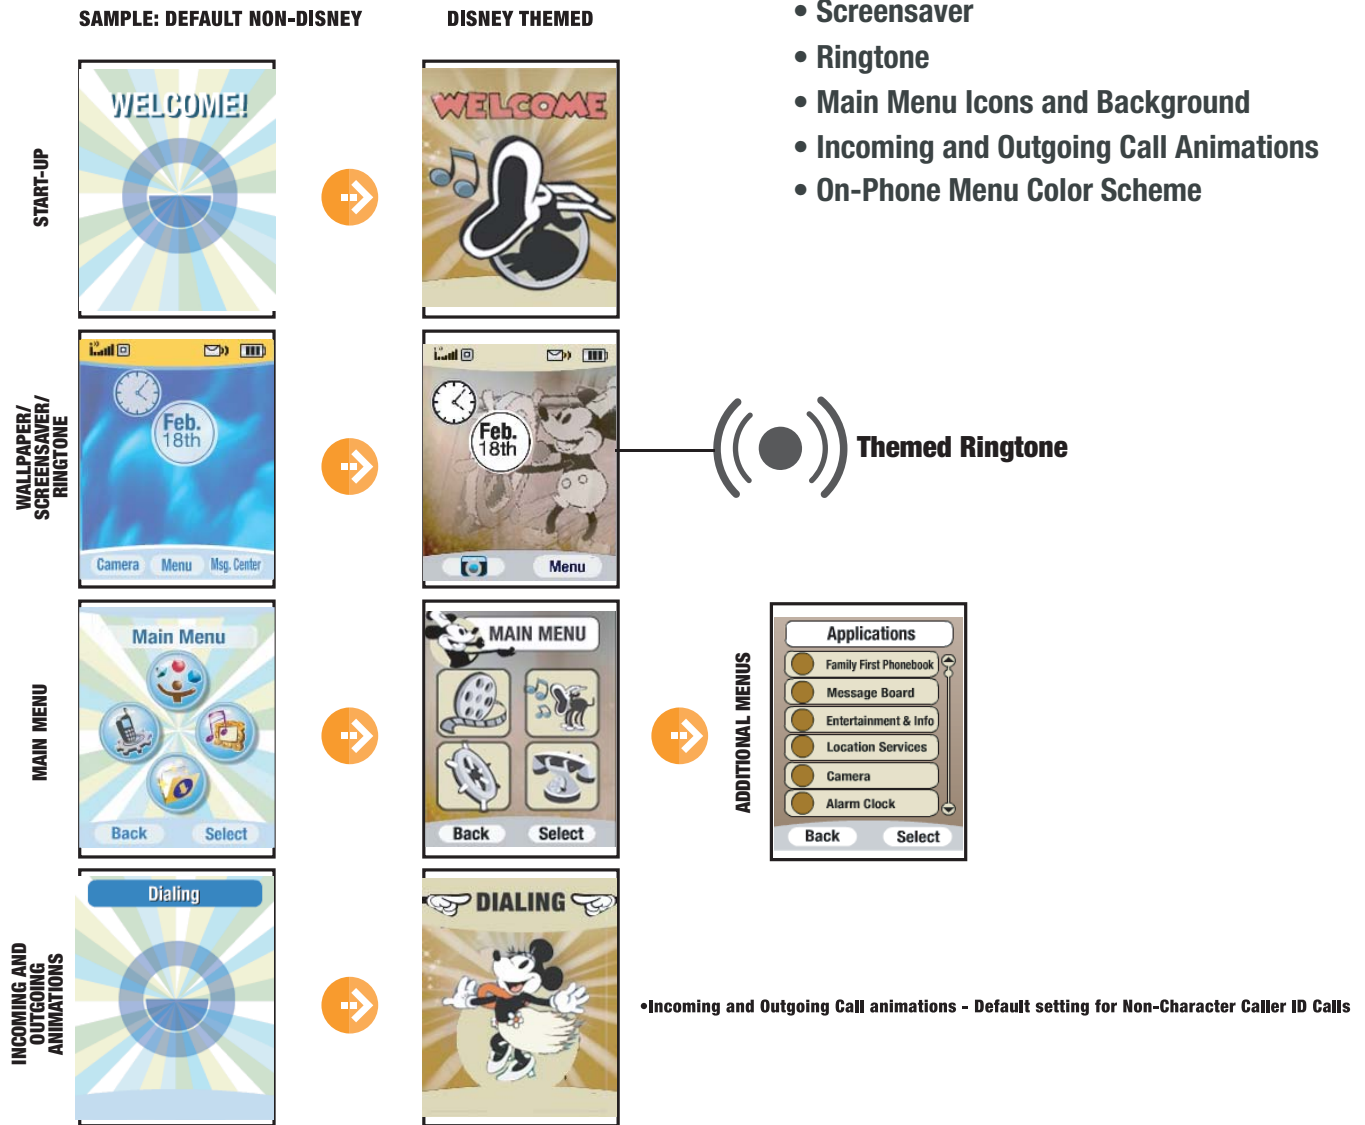 SAMPLE: DEFAULT NON-DISNEY
DISNEY THEMED
• Screensaver
• Ringtone
• Main Menu Icons and Background
• Incoming and Outgoing Call Animations
• On-Phone Menu Color Scheme
START-UP
WELCOME!
WELCOME
WALLPAPER/
SCREENSAVER/
RINGTONE
Feb.
18th
Camera Menu Msg. Center
Feb.
18th
Menu
Themed Ringtone
MAIN MENU
Main Menu
Back Select
MAIN MENU
Back Select
ADDITIONAL MENUS
Applications
Family First Phonebook
Message Board
Entertainment & Info
Location Services
Camera
Alarm Clock
Back Select
INCOMING AND
OUTGOING
ANIMATIONS
Dialing
DIALING
•Incoming and Outgoing Call animations - Default setting for Non-Character Caller ID Calls